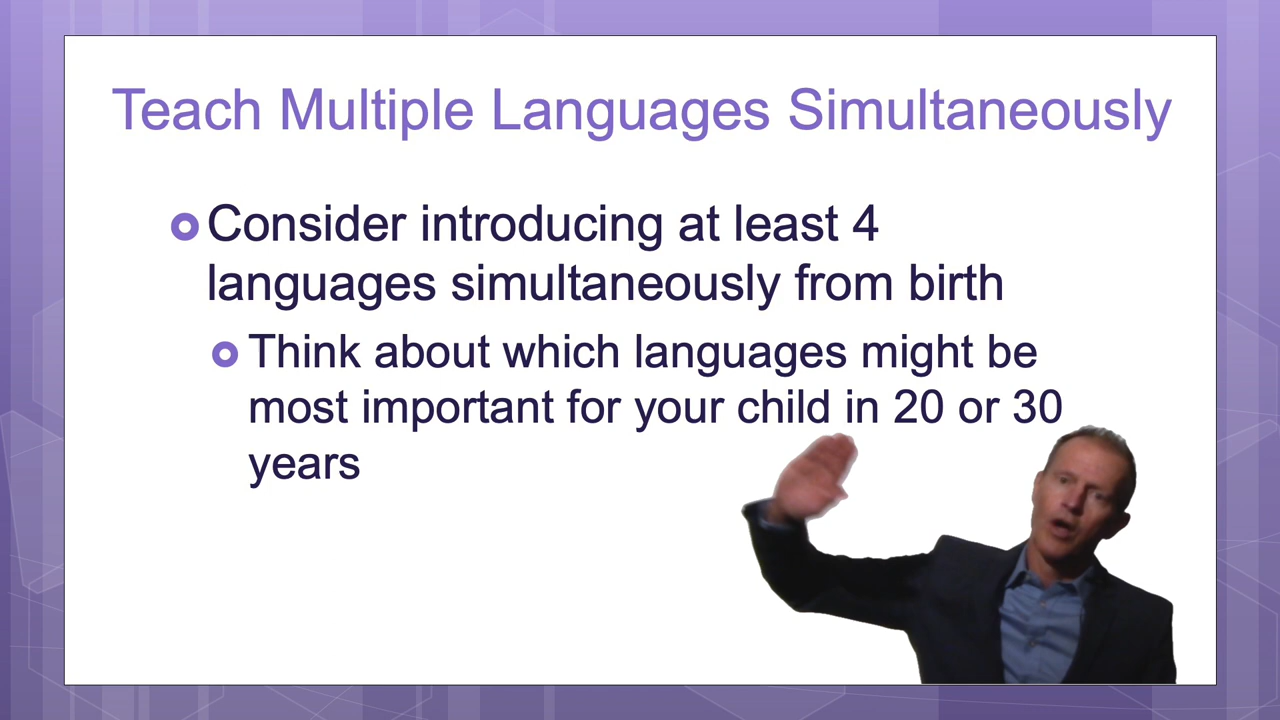 Teach Multiple Languages Simultaneously
Consider introducing at least 4
languages simultaneously from birth
Think about which languages might be
most important for your child in 20 or 30
years